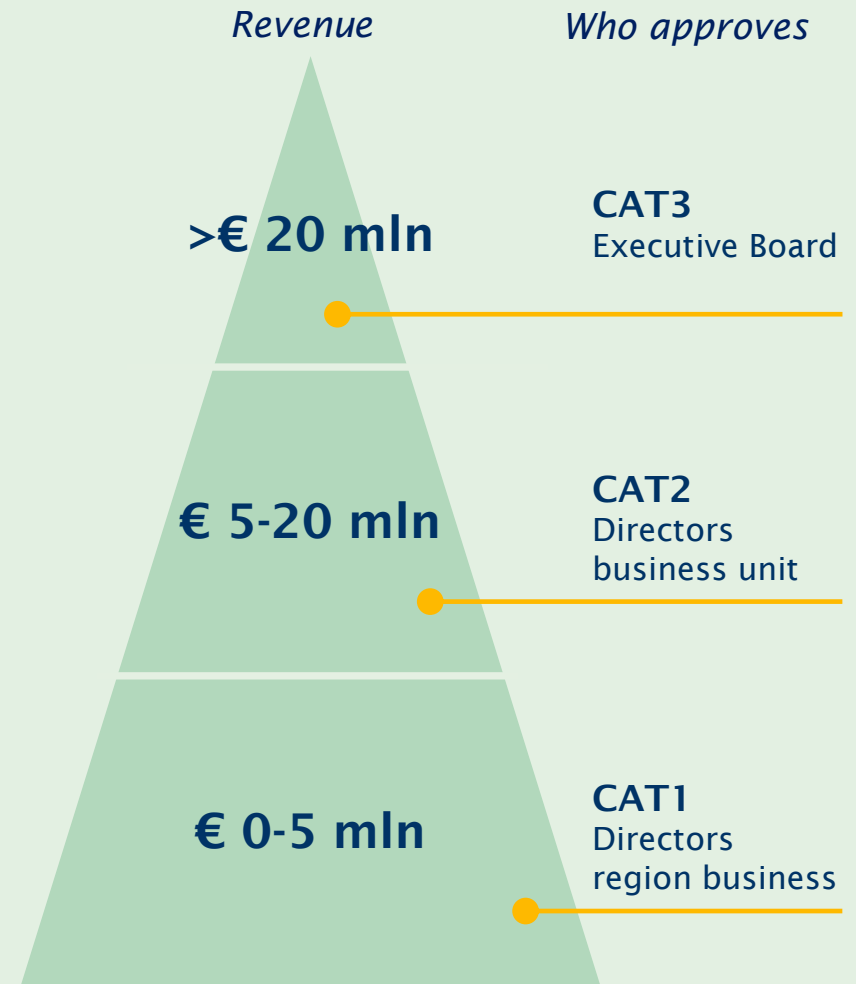 Revenue
Who approves
>€ 20 mln
CAT3
Executive Board
€ 5-20 mln
CAT2
Directors
business unit
€ 0-5 mln
CAT1
Directors
region business